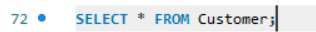 72 SELECT * FROM Customer;